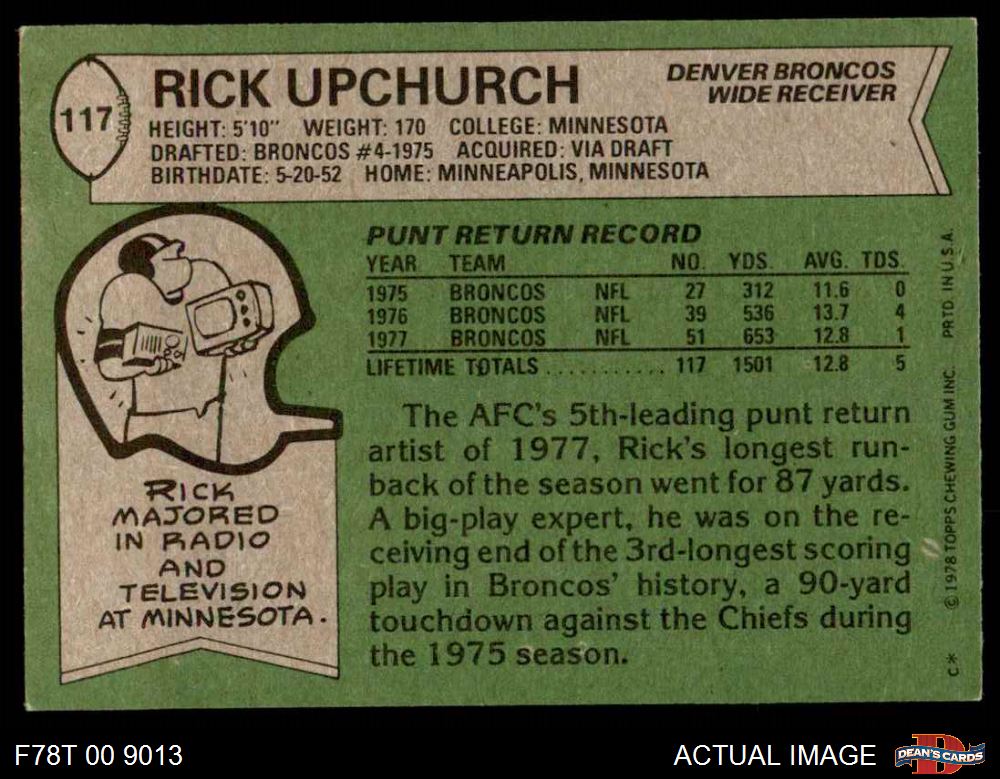 117
RICK UPCHURCH
DENVER BRONCOS
WIDE RECEIVER
HEIGHT: 5'10" WEIGHT: 170 COLLEGE: MINNESOTA
DRAFTED: BRONCOS #4-1975 ACQUIRED: VIA DRAFT
BIRTHDATE: 5-20-52 HOME: MINNEAPOLIS, MINNESOTA
PUNT RETURN RECORD
YEAR TEAM NO. YDS. AVG. TDS.
1975 BRONCOS NFL 27 312 11.6 0
1976 BRONCOS NFL 39 536 13.7 4
1977 BRONCOS NFL 51 653 12.8 1
LIFETIME TOTALS ........... 117 1501 12.8 5
The AFC's 5th-leading punt return
artist of 1977, Rick's longest run-
back of the season went for 87 yards.
A big-play expert, he was on the re-
ceiving end of the 3rd-longest scoring
play in Broncos' history, a 90-yard
touchdown against the Chiefs during
the 1975 season.
RICK
MAJORED
IN RADIO
AND
TELEVISION
AT MINNESOTA.
C* © 1978 TOPPS CHEWING GUM INC. PRTD. IN U.S.A.
F78T 00 9013
ACTUAL IMAGE
DEAN'S CARDS